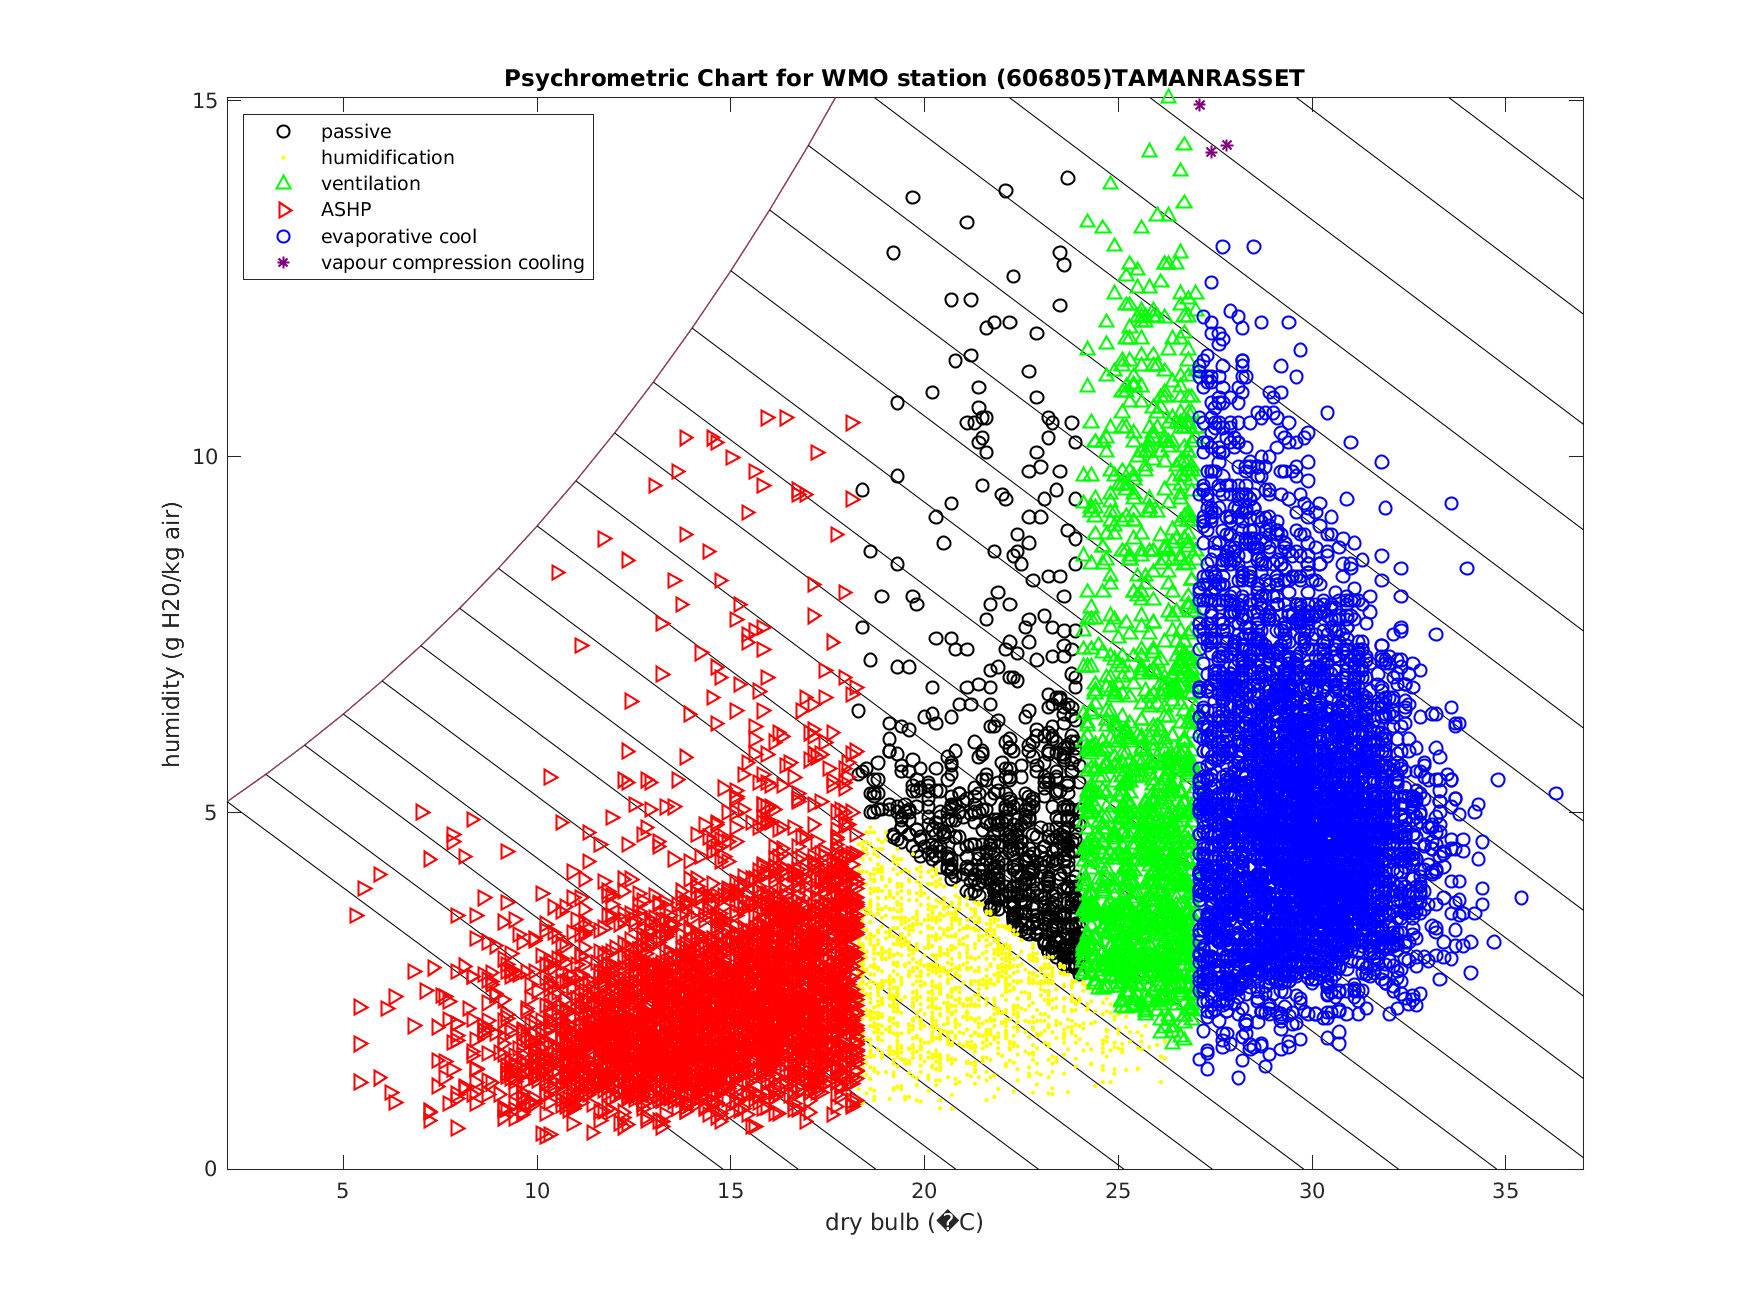 Psychrometric Chart for WMO station (606805)TAMANRASSET
15
10
5
0
humidity (g H20/kg air)
passive
humidification
ventilation
ASHP
evaporative cool
vapour compression cooling
5 10 15 20 25 30 35
dry bulb (�C)